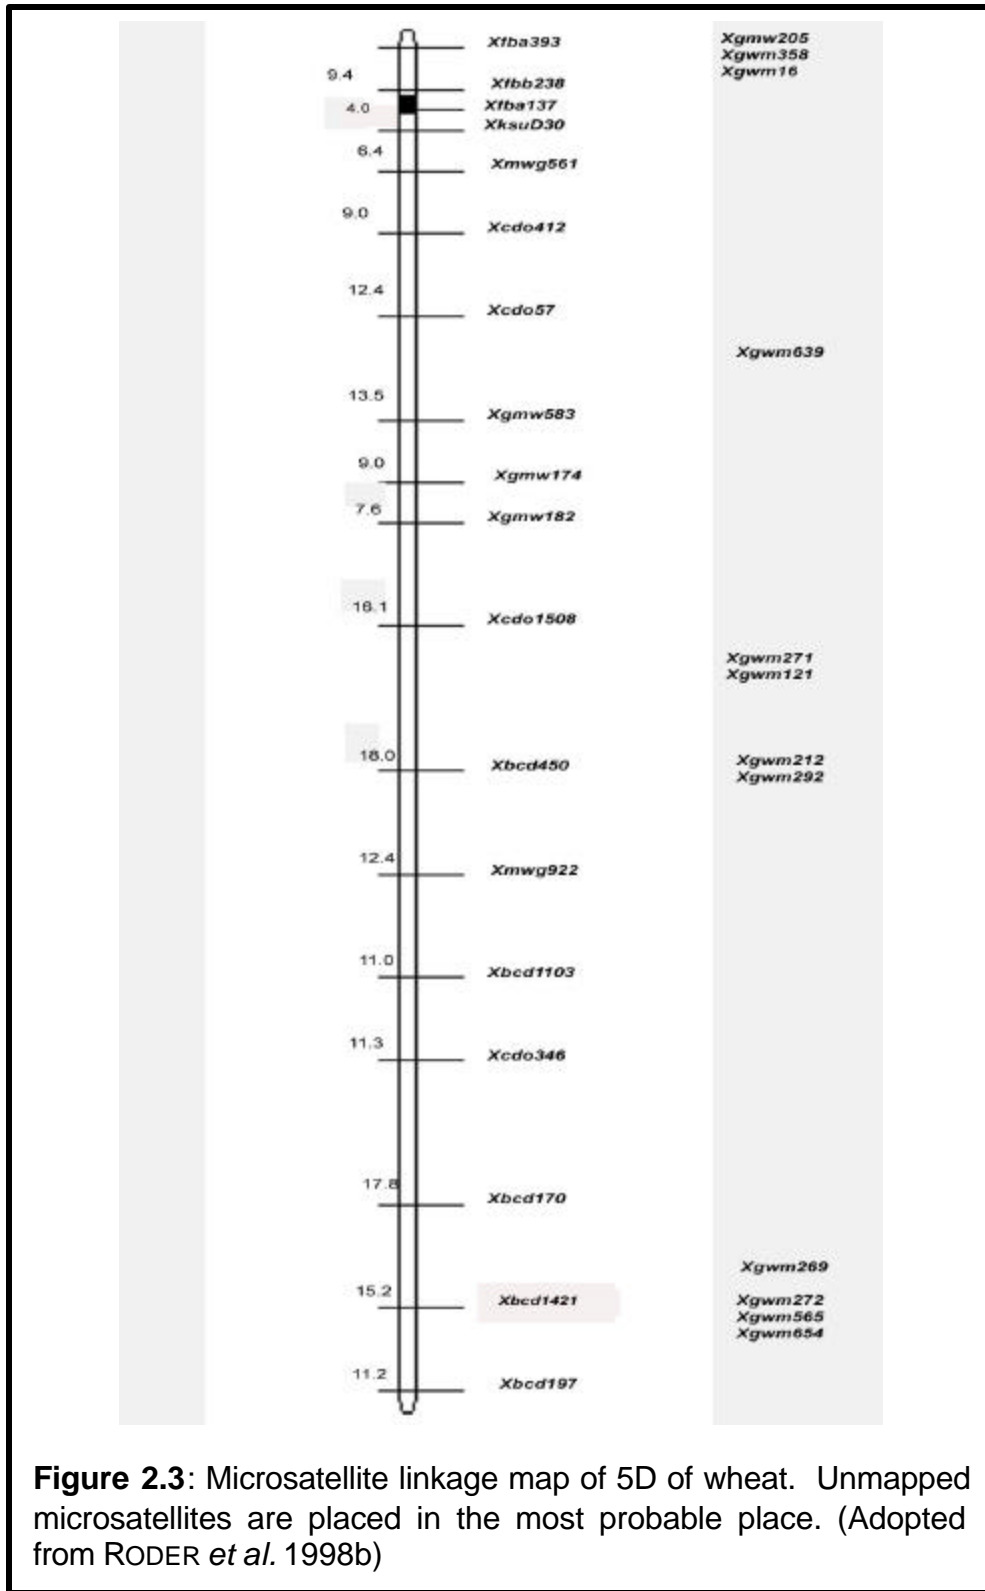 Xfba393 Xgmw205
Xgwm358
Xgwm16
9.4 Xfbb238
4.0 Xfba137
XksuD30
6.4 Xmwg561
9.0 Xcdo412
12.4 Xcdo57
Xgwm639
13.5 Xgmw583
9.0 Xgmw174
7.6 Xgmw182
16.1 Xcdo1508
Xgwm271
Xgwm121
18.0 Xbcd450 Xgwm212
Xgwm292
12.4 Xmwg922
11.0 Xbcd1103
11.3 Xcdo346
17.8 Xbcd170
Xgwm269
15.2 Xbcd1421 Xgwm272
Xgwm565
Xgwm654
11.2 Xbcd197
Figure 2.3: Microsatellite linkage map of 5D of wheat. Unmapped
microsatellites are placed in the most probable place. (Adopted
from RODER et al. 1998b)